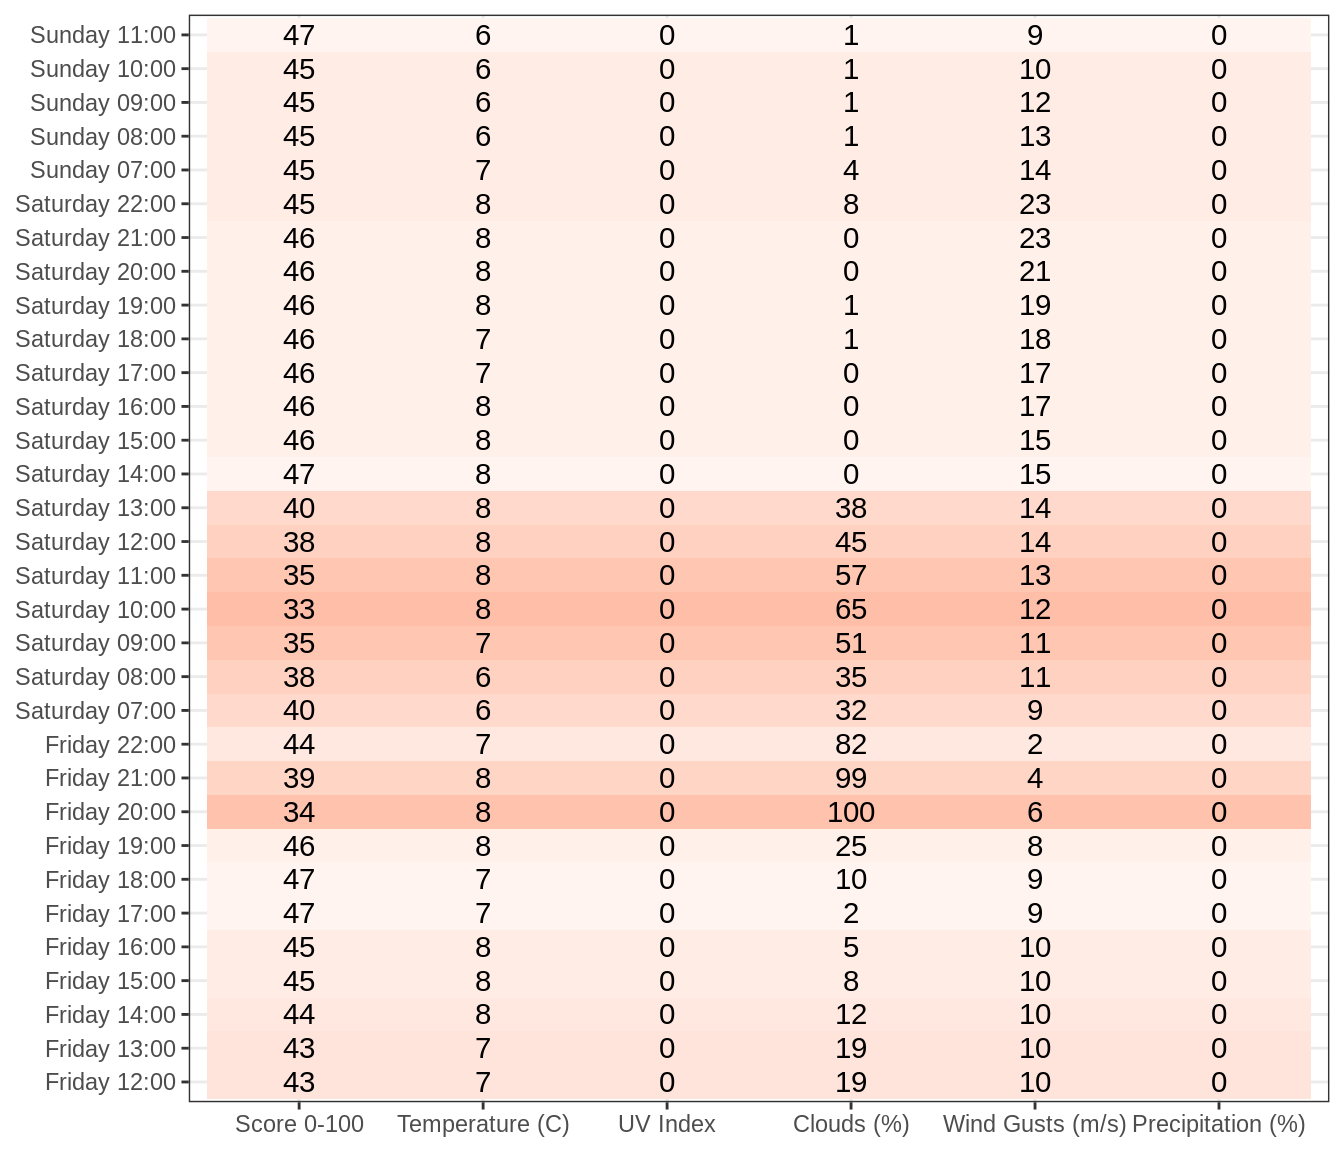 Sunday 11:00 47 6 0 1 9 0
Sunday 10:00 45 6 0 1 10 0
Sunday 09:00 45 6 0 1 12 0
Sunday 08:00 45 6 0 1 13 0
Sunday 07:00 45 7 0 4 14 0
Saturday 22:00 45 8 0 8 23 0
Saturday 21:00 46 8 0 0 23 0
Saturday 20:00 46 8 0 0 21 0
Saturday 19:00 46 8 0 1 19 0
Saturday 18:00 46 7 0 1 18 0
Saturday 17:00 46 7 0 0 17 0
Saturday 16:00 46 8 0 0 17 0
Saturday 15:00 46 8 0 0 15 0
Saturday 14:00 47 8 0 0 15 0
Saturday 13:00 40 8 0 38 14 0
Saturday 12:00 38 8 0 45 14 0
Saturday 11:00 35 8 0 57 13 0
Saturday 10:00 33 8 0 65 12 0
Saturday 09:00 35 7 0 51 11 0
Saturday 08:00 38 6 0 35 11 0
Saturday 07:00 40 6 0 32 9 0
Friday 22:00 44 7 0 82 2 0
Friday 21:00 39 8 0 99 4 0
Friday 20:00 34 8 0 100 6 0
Friday 19:00 46 8 0 25 8 0
Friday 18:00 47 7 0 10 9 0
Friday 17:00 47 7 0 2 9 0
Friday 16:00 45 8 0 5 10 0
Friday 15:00 45 8 0 8 10 0
Friday 14:00 44 8 0 12 10 0
Friday 13:00 43 7 0 19 10 0
Friday 12:00 43 7 0 19 10 0
Score 0-100 Temperature (C) UV Index Clouds (%) Wind Gusts (m/s) Precipitation (%)